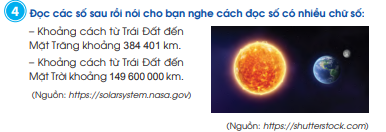 4 Đọc các số sau rồi nói cho bạn nghe cách đọc số có nhiều chữ số:
– Khoảng cách từ Trái Đất đến
Mặt Trăng khoảng 384 401 km.
– Khoảng cách từ Trái Đất đến
Mặt Trời khoảng 149 600 000 km.
(Nguồn: https://solarsystem.nasa.gov)
(Nguồn: https://shutterstock.com)